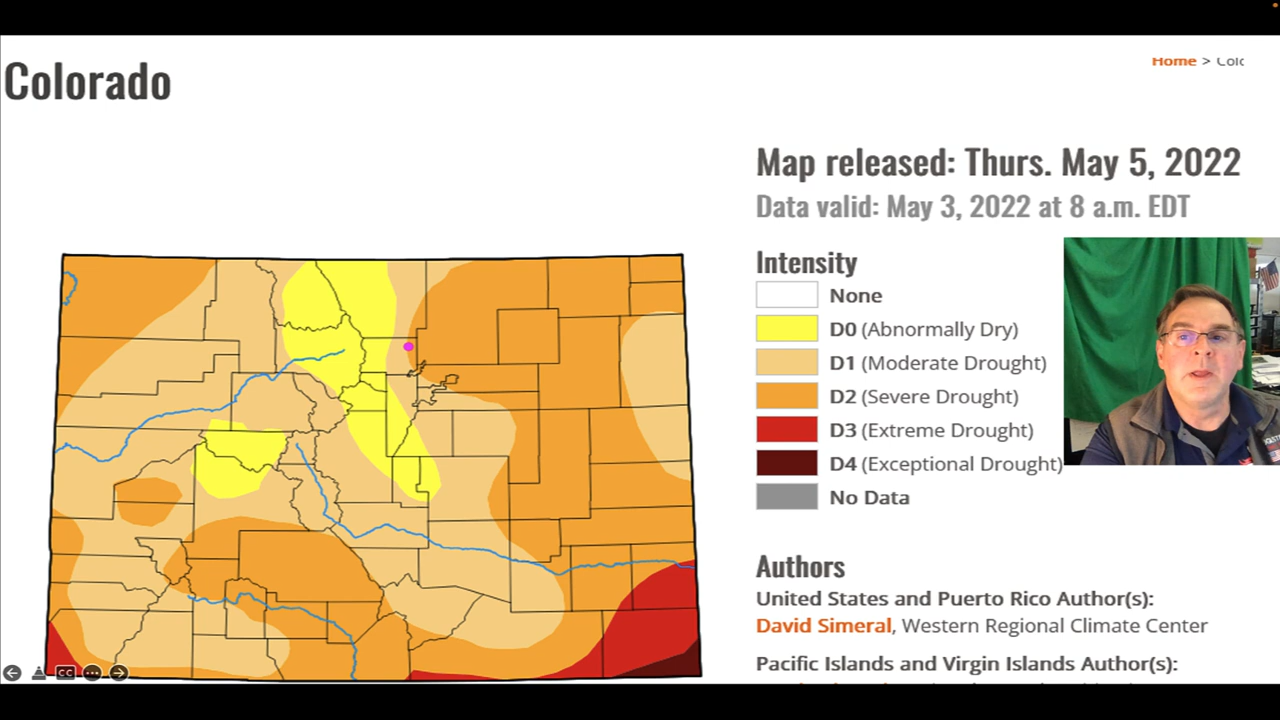 Colorado
Home >
Map released: Thurs. May 5, 2022
Data valid: May 3, 2022 at 8 a.m. EDT
Intensity
None
D0 (Abnormally Dry)
D1 (Moderate Drought)
D2 (Severe Drought)
D3 (Extreme Drought)
D4 (Exceptional Drought)
No Data
Authors
United States and Puerto Rico Author(s):
David Simeral, Western Regional Climate Center
Pacific Islands and Virgin Islands Author(s):
CC